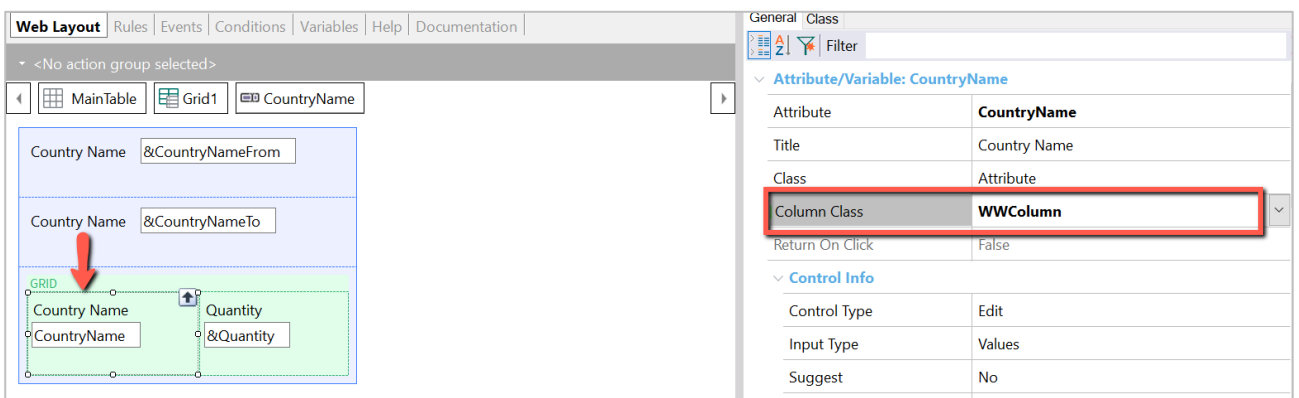 Web Layout Rules Events Conditions Variables Help Documentation
<No action group selected>
MainTable Grid1 CountryName
Country Name &CountryNameFrom
Country Name &CountryNameTo
GRID
Country Name Quantity
CountryName &Quantity
General Class
AZ Filter
Attribute/Variable: CountryName
Attribute CountryName
Title Country Name
Class Attribute
Column Class WWColumn
Return On Click False
Control Info
Control Type Edit
Input Type Values
Suggest No